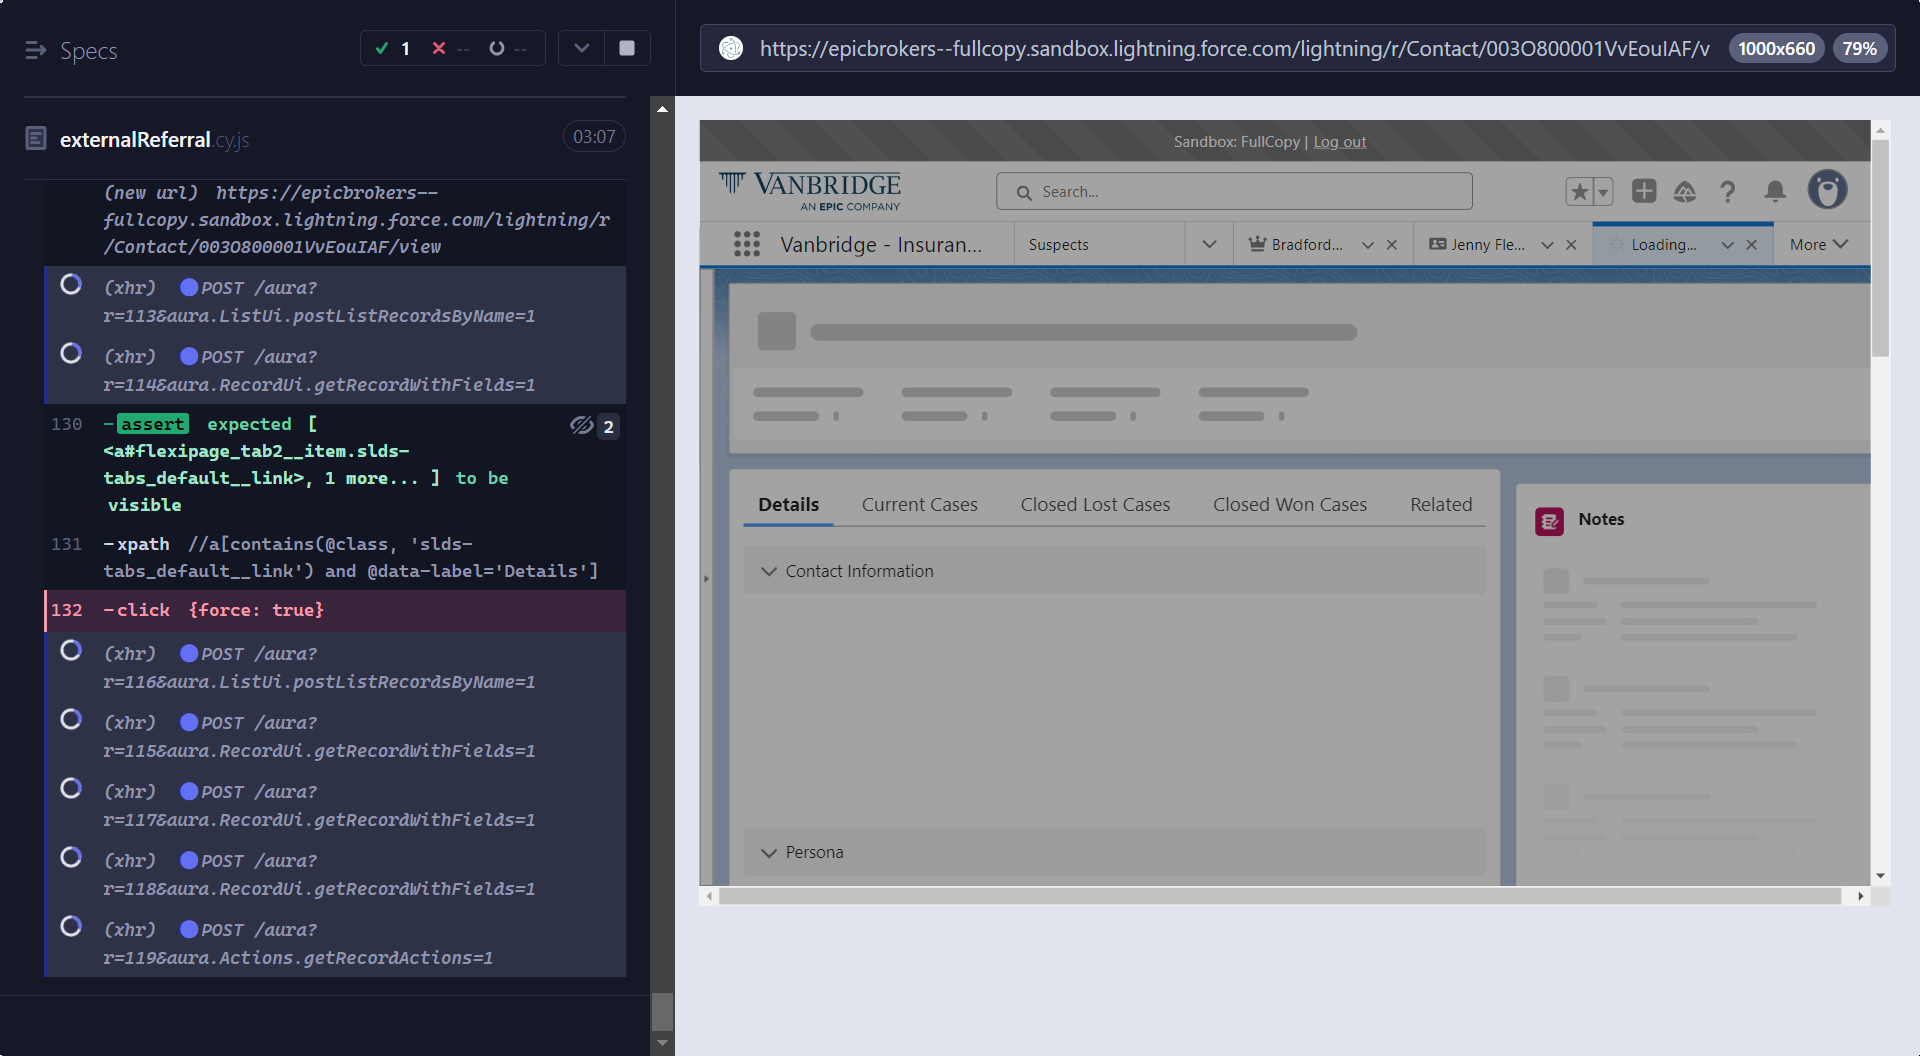 Specs
1
--
--
externalReferral.cy.js
03:07
(new url) https://epicbrokers--
fullcopy.sandbox.lightning.force.com/lightning/r
/Contact/003O800001VvEouIAF/view
(xhr) POST /aura?
r=113&aura.ListUi.postListRecordsByName=1
(xhr) POST /aura?
r=114&aura.RecordUi.getRecordWithFields=1
130 -assert expected [
2
<a#flexipage_tab2__item.slds-
tabs_default__link>, 1 more... ] to be
visible
131 -xpath //a[contains(@class, 'slds-
tabs_default__link') and @data-label='Details']
132 -click {force: true}
(xhr) POST /aura?
r=116&aura.ListUi.postListRecordsByName=1
(xhr) POST /aura?
r=115&aura.RecordUi.getRecordWithFields=1
(xhr) POST /aura?
r=117&aura.RecordUi.getRecordWithFields=1
(xhr) POST /aura?
r=118&aura.RecordUi.getRecordWithFields=1
(xhr) POST /aura?
r=119&aura.Actions.getRecordActions=1
https://epicbrokers--fullcopy.sandbox.lightning.force.com/lightning/r/Contact/003O800001VvEouIAF/v
1000x660
79%
Sandbox: FullCopy | Log out
VANBRIDGE
AN EPIC COMPANY
Search...
Vanbridge - Insuran...
Suspects
Bradford...
Jenny Fle...
Loading...
More
Details
Current Cases
Closed Lost Cases
Closed Won Cases
Related
Notes
Contact Information
Persona